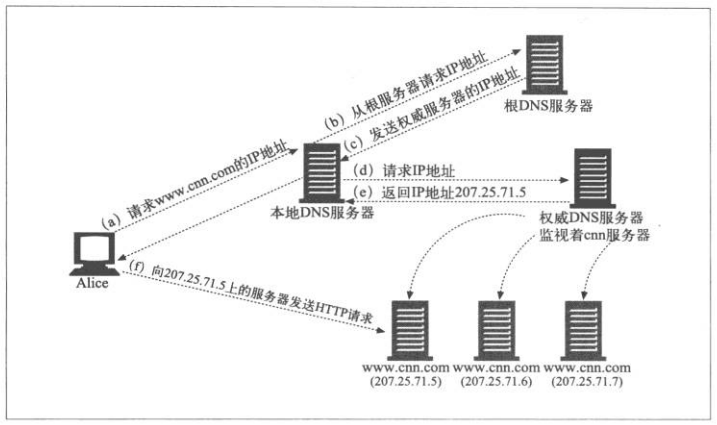 (b) 从根服务器请求IP地址
根DNS服务器
(c) 发送权威服务器的IP地址
(a) 请求www.cnn.com的IP地址
(d) 请求IP地址
(e) 返回IP地址207.25.71.5
本地DNS服务器
权威DNS服务器
监视着cnn服务器
Alice
(f) 向207.25.71.5上的服务器发送HTTP请求
www.cnn.com
(207.25.71.5)
www.cnn.com
(207.25.71.6)
www.cnn.com
(207.25.71.7)